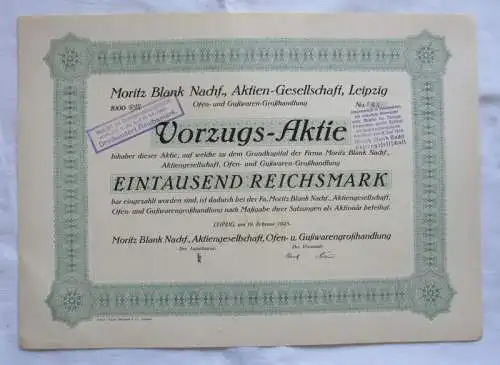 Moritz Blank Nachf., Aktien-Gesellschaft, Leipzig
Ofen- und Gußwaren-Großhandlung
1000
No.
Vorzugs-Aktie
Inhaber dieser Aktie, auf welche zu dem Grundkapital der Firma Moritz Blank Nachf.,
Aktiengesellschaft, Ofen- und Gußwaren-Großhandlung
EINTAUSEND REICHSMARK
bar eingezahlt worden sind, ist dadurch bei der Fa. Moritz Blank Nachf., Aktiengesellschaft,
Ofen- und Gußwarengroßhandlung nach Maßgabe ihrer Satzungen als Aktionär beteiligt.
LEIPZIG, am 19. Februar
Moritz Blank Nachf., Aktiengesellschaft, Ofen- u. Gußwarengroßhandlung
Der Aufsichtsrat:
Der Vorstand: